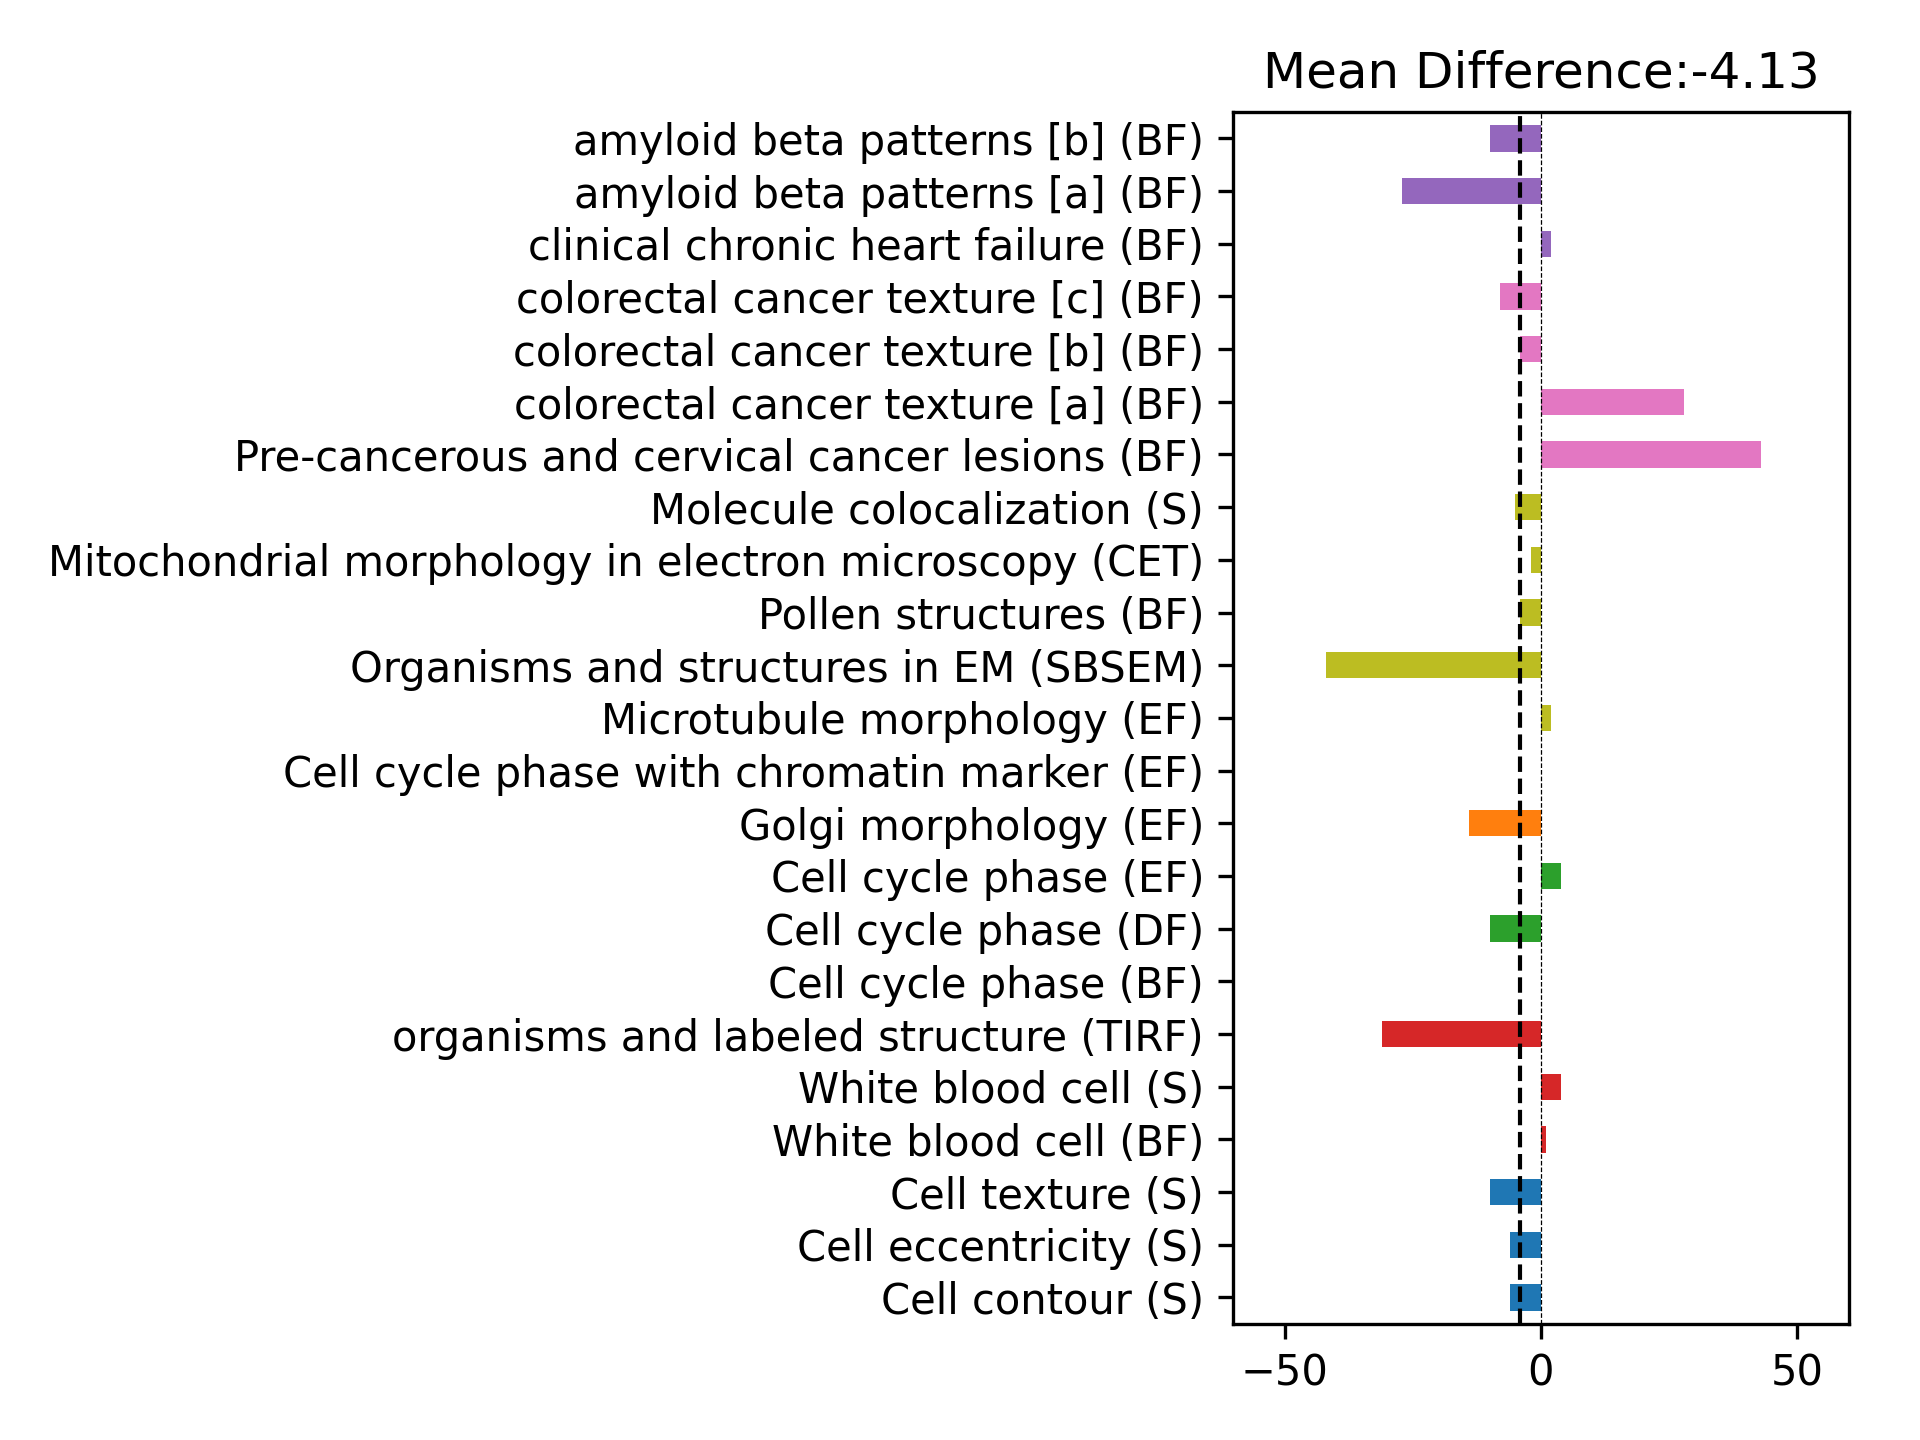 Mean Difference:-4.13
amyloid beta patterns [b] (BF)
amyloid beta patterns [a] (BF)
clinical chronic heart failure (BF)
colorectal cancer texture [c] (BF)
colorectal cancer texture [b] (BF)
colorectal cancer texture [a] (BF)
Pre-cancerous and cervical cancer lesions (BF)
Molecule colocalization (S)
Mitochondrial morphology in electron microscopy (CET)
Pollen structures (BF)
Organisms and structures in EM (SBSEM)
Microtubule morphology (EF)
Cell cycle phase with chromatin marker (EF)
Golgi morphology (EF)
Cell cycle phase (EF)
Cell cycle phase (DF)
Cell cycle phase (BF)
organisms and labeled structure (TIRF)
White blood cell (S)
White blood cell (BF)
Cell texture (S)
Cell eccentricity (S)
Cell contour (S)
−50 0 50